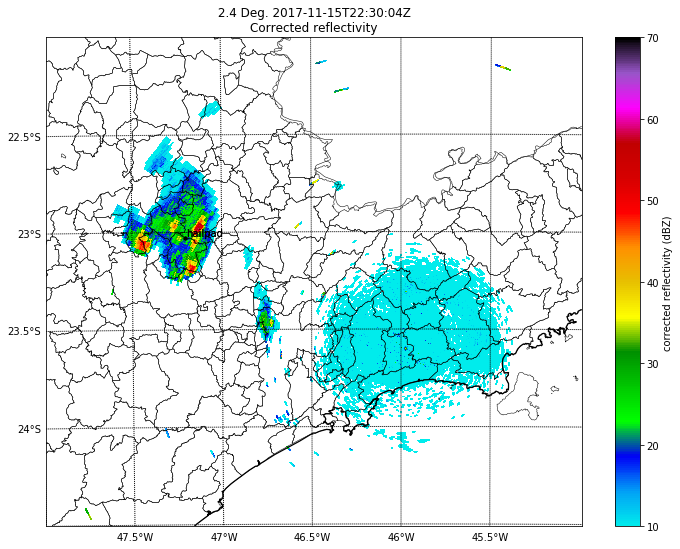 2.4 Deg. 2017-11-15T22:30:04Z
Corrected reflectivity
22.5°S
23°S
23.5°S
24°S
47.5°W
47°W
46.5°W
46°W
45.5°W
70
60
50
40
30
20
10
corrected reflectivity (dBZ)